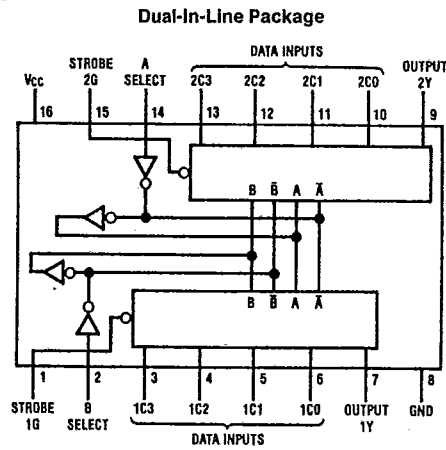 Dual-In-Line Package
DATA INPUTS
STROBE 2G
A SELECT
OUTPUT 2Y
VCC
2C3 2C2 2C1 2C0
16 15 14 13 12 11 10 9
B B̅ A A̅
B B̅ A A̅
1 2 3 4 5 6 7 8
STROBE 1G
B SELECT
1C3 1C2 1C1 1C0
OUTPUT 1Y
GND
DATA INPUTS